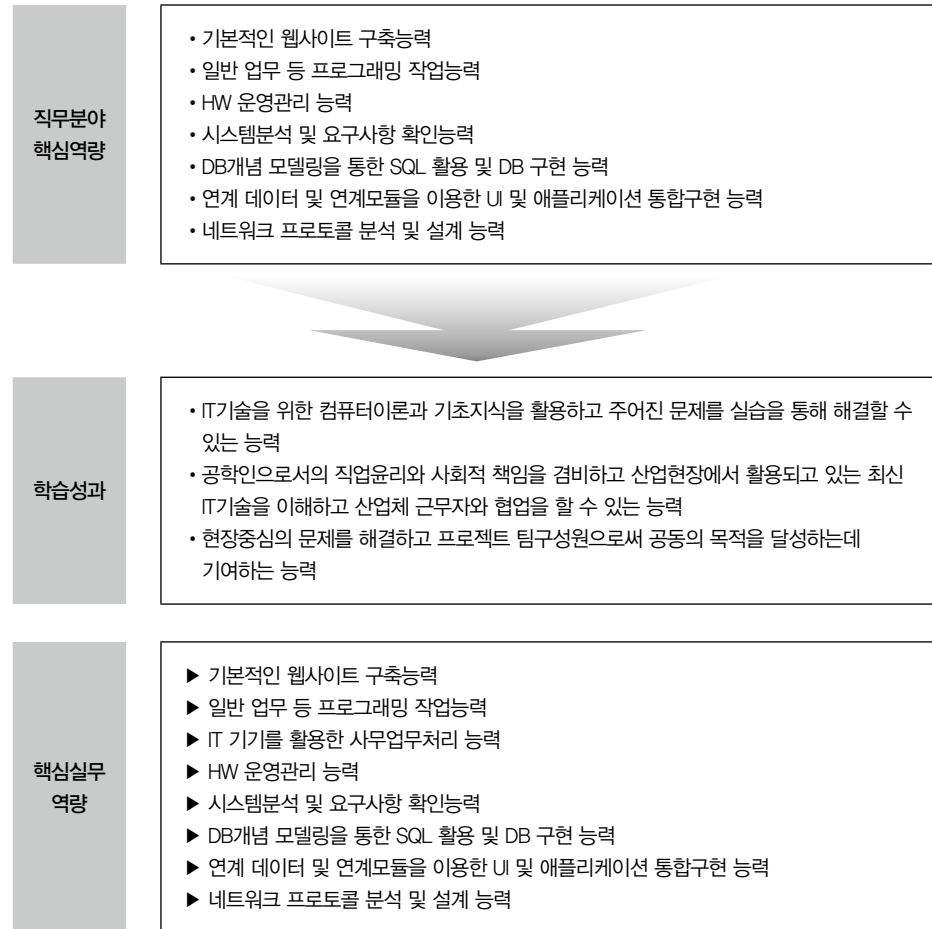 직무분야
핵심역량
• 기본적인 웹사이트 구축능력
• 일반 업무 등 프로그래밍 작업능력
• HW 운영관리 능력
• 시스템분석 및 요구사항 확인능력
• DB개념 모델링을 통한 SQL 활용 및 DB 구현 능력
• 연계 데이터 및 연계모듈을 이용한 UI 및 애플리케이션 통합구현 능력
• 네트워크 프로토콜 분석 및 설계 능력
학습성과
• IT기술을 위한 컴퓨터이론과 기초지식을 활용하고 주어진 문제를 실습을 통해 해결할 수
있는 능력
• 공학인으로서의 직업윤리와 사회적 책임을 겸비하고 산업현장에서 활용되고 있는 최신
IT기술을 이해하고 산업체 근무자와 협업을 할 수 있는 능력
• 현장중심의 문제를 해결하고 프로젝트 팀구성원으로써 공동의 목적을 달성하는데
기여하는 능력
핵심실무
역량
▶ 기본적인 웹사이트 구축능력
▶ 일반 업무 등 프로그래밍 작업능력
▶ IT 기기를 활용한 사무업무처리 능력
▶ HW 운영관리 능력
▶ 시스템분석 및 요구사항 확인능력
▶ DB개념 모델링을 통한 SQL 활용 및 DB 구현 능력
▶ 연계 데이터 및 연계모듈을 이용한 UI 및 애플리케이션 통합구현 능력
▶ 네트워크 프로토콜 분석 및 설계 능력